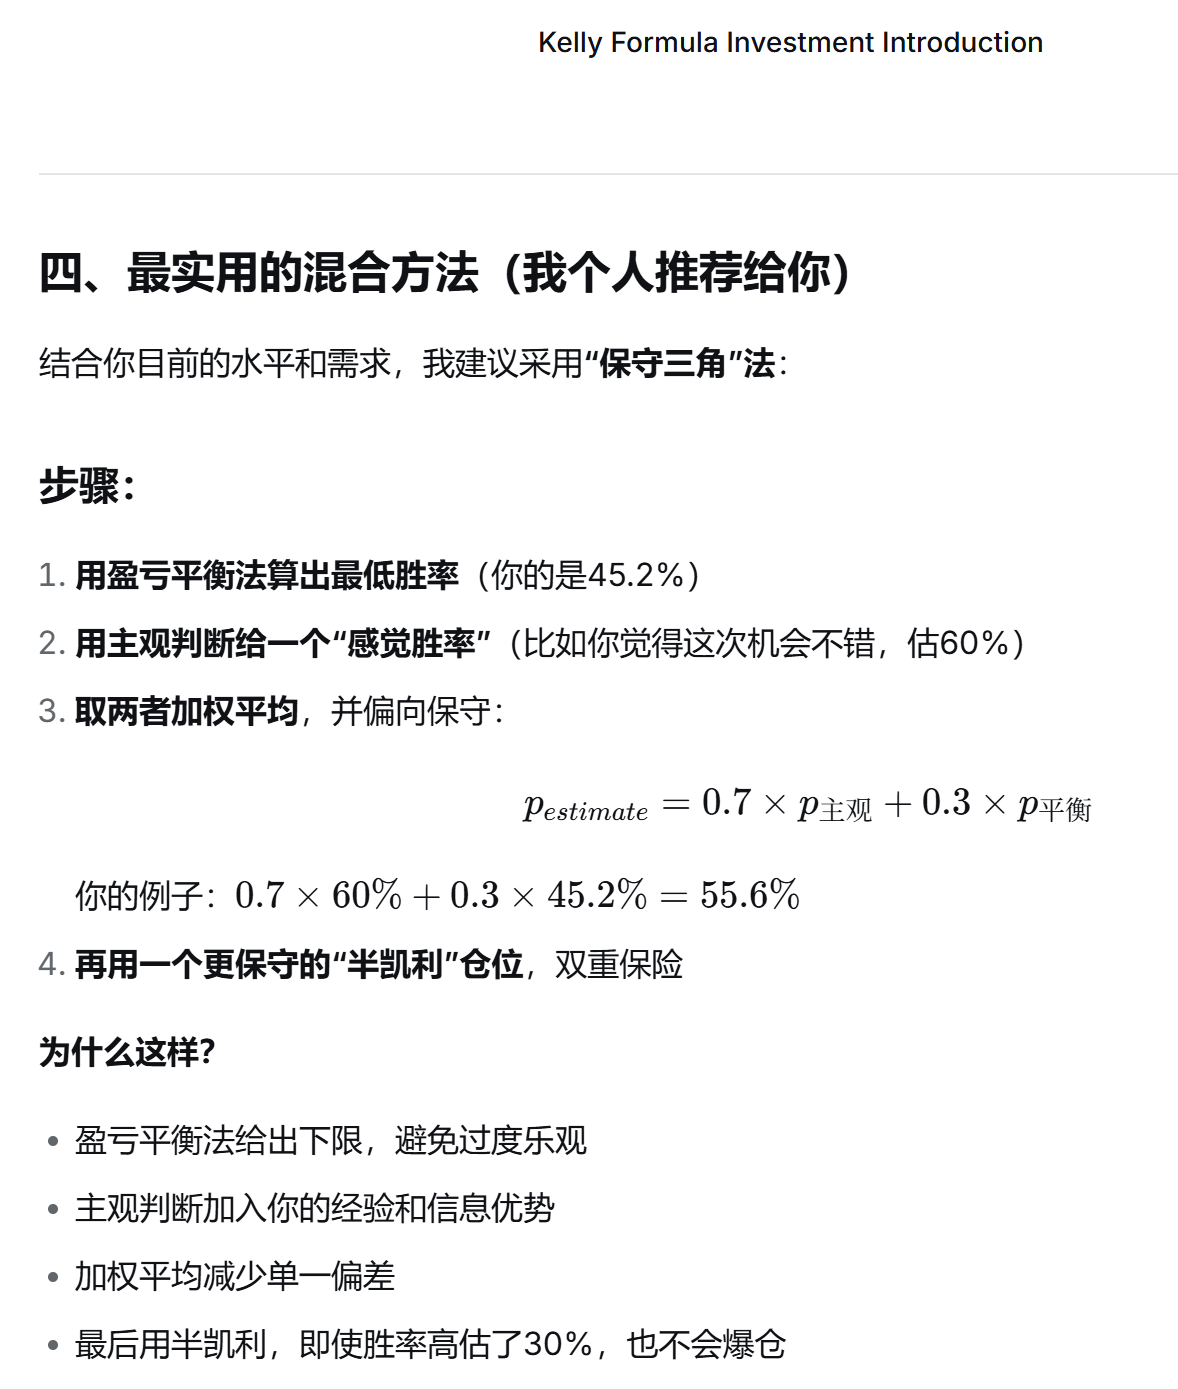 Kelly Formula Investment Introduction
四、最实用的混合方法（我个人推荐给你）
结合你目前的水平和需求，我建议采用“保守三角”法：
步骤：
1. 用盈亏平衡法算出最低胜率（你的是45.2%）
2. 用主观判断给一个“感觉胜率”（比如你觉得这次机会不错，估60%）
3. 取两者加权平均，并偏向保守：
p_estimate = 0.7 × p_主观 + 0.3 × p_平衡
你的例子：0.7 × 60% + 0.3 × 45.2% = 55.6%
4. 再用一个更保守的“半凯利”仓位，双重保险
为什么这样？
• 盈亏平衡法给出下限，避免过度乐观
• 主观判断加入你的经验和信息优势
• 加权平均减少单一偏差
• 最后用半凯利，即使胜率高估了30%，也不会爆仓